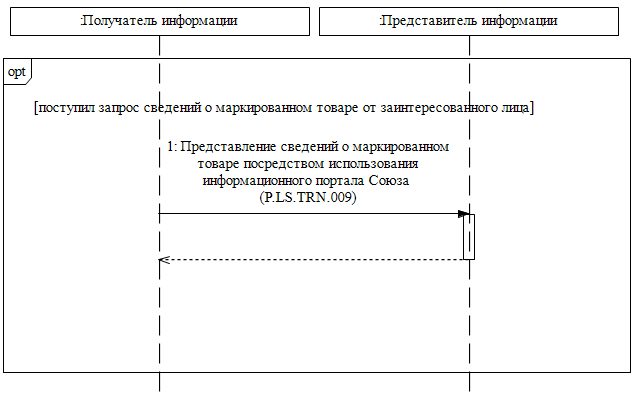 :Получатель информации
:Представитель информации
opt
[поступил запрос сведений о маркированном товаре от заинтересованного лица]
1: Представление сведений о маркированном
товаре посредством использования
информационного портала Союза
(P.LS.TRN.009)